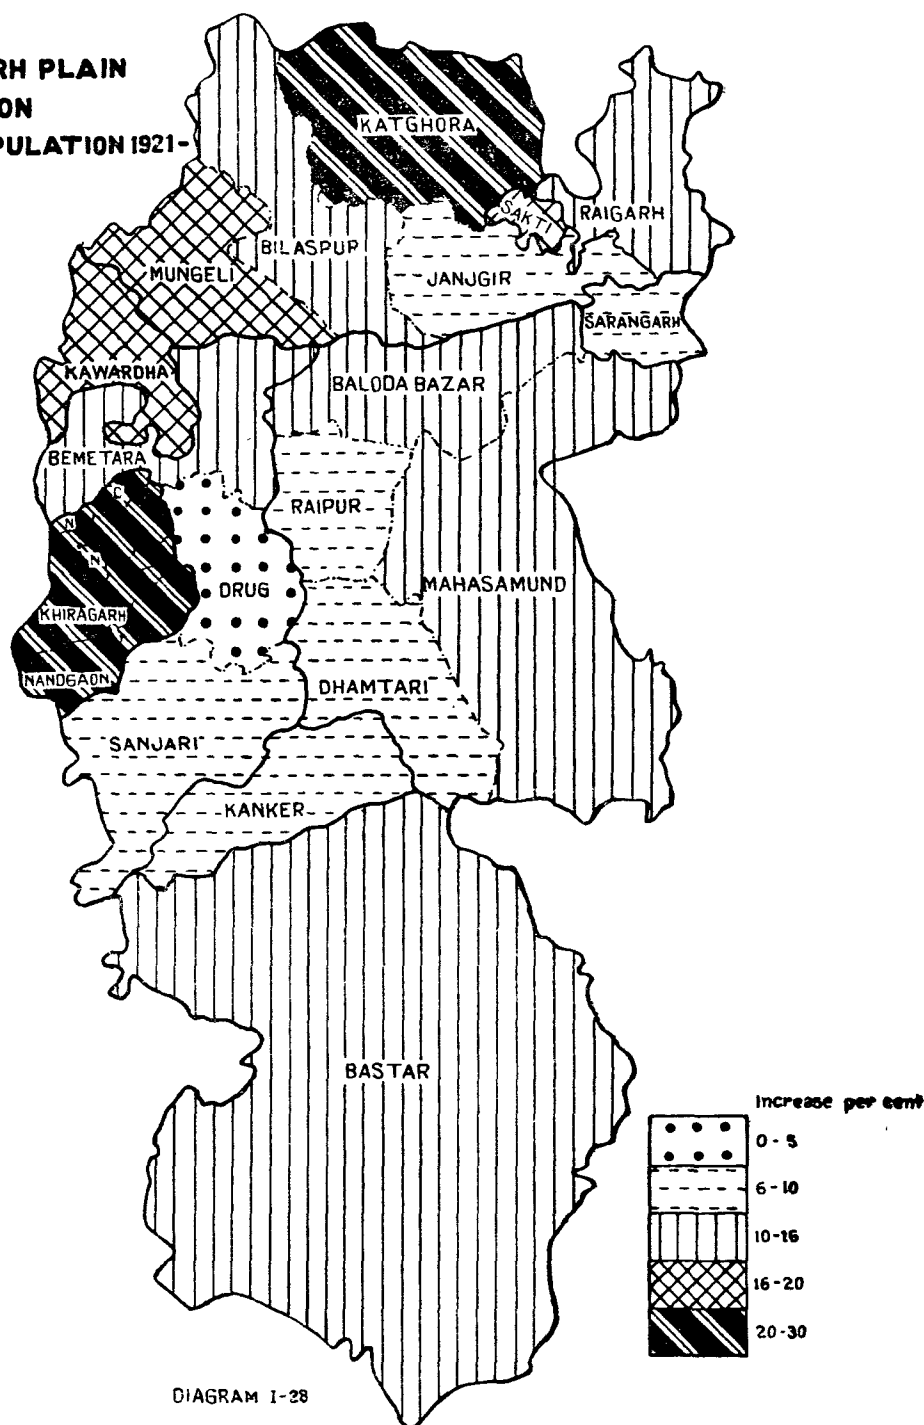 RH PLAIN
ON
PULATION 1921-
KATGHORA
SAKTI
RAIGARH
BILASPUR
MUNGELI
JANJGIR
SARANGARH
KAWARDHA
BALODA BAZAR
BEMETARA
C
RAIPUR
N
N
DRUG
MAHASAMUND
KHIRAGARH
NANDGAON
DHAMTARI
SANJARI
KANKER
BASTAR
Increase per cent
0-5
6-10
10-16
16-20
20-30
DIAGRAM I-28